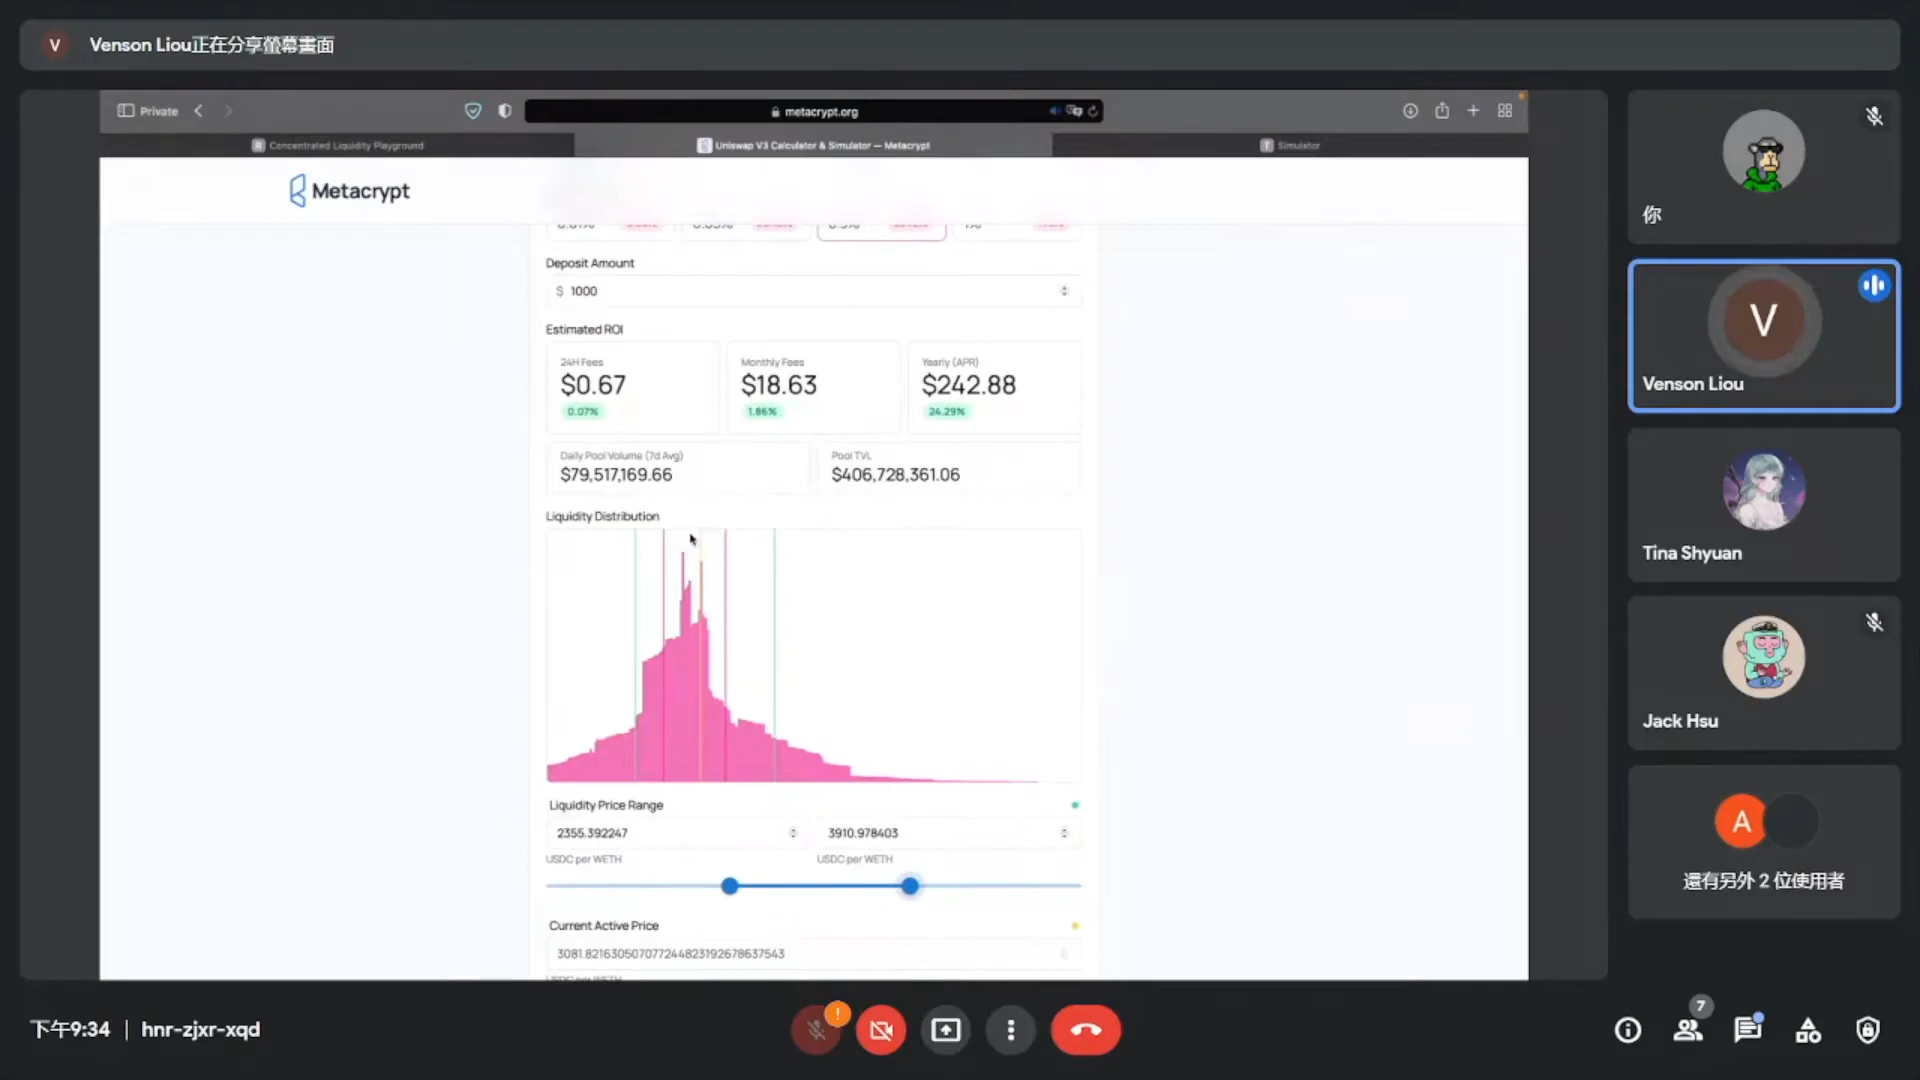 V Venson Liou正在分享螢幕畫面
Private
metacrypt.org
Concentrated Liquidity Playground
Uniswap V3 Calculator & Simulator — Metacrypt
T Simulator
Metacrypt
Deposit Amount
$ 1000
Estimated ROI
24H Fees
$0.67
0.07%
Monthly Fees
$18.63
1.86%
Yearly (APR)
$242.88
24.29%
Daily Pool Volume (7d Avg)
$79,517,169.66
Pool TVL
$406,728,361.06
Liquidity Distribution
Liquidity Price Range
2355.392247
3910.978403
USDC per WETH
USDC per WETH
Current Active Price
3081.8216305070772448231926786375​43
你
V
Venson Liou
Tina Shyuan
Jack Hsu
A
還有另外 2 位使用者
下午9:34 | hnr-zjxr-xqd
!
7